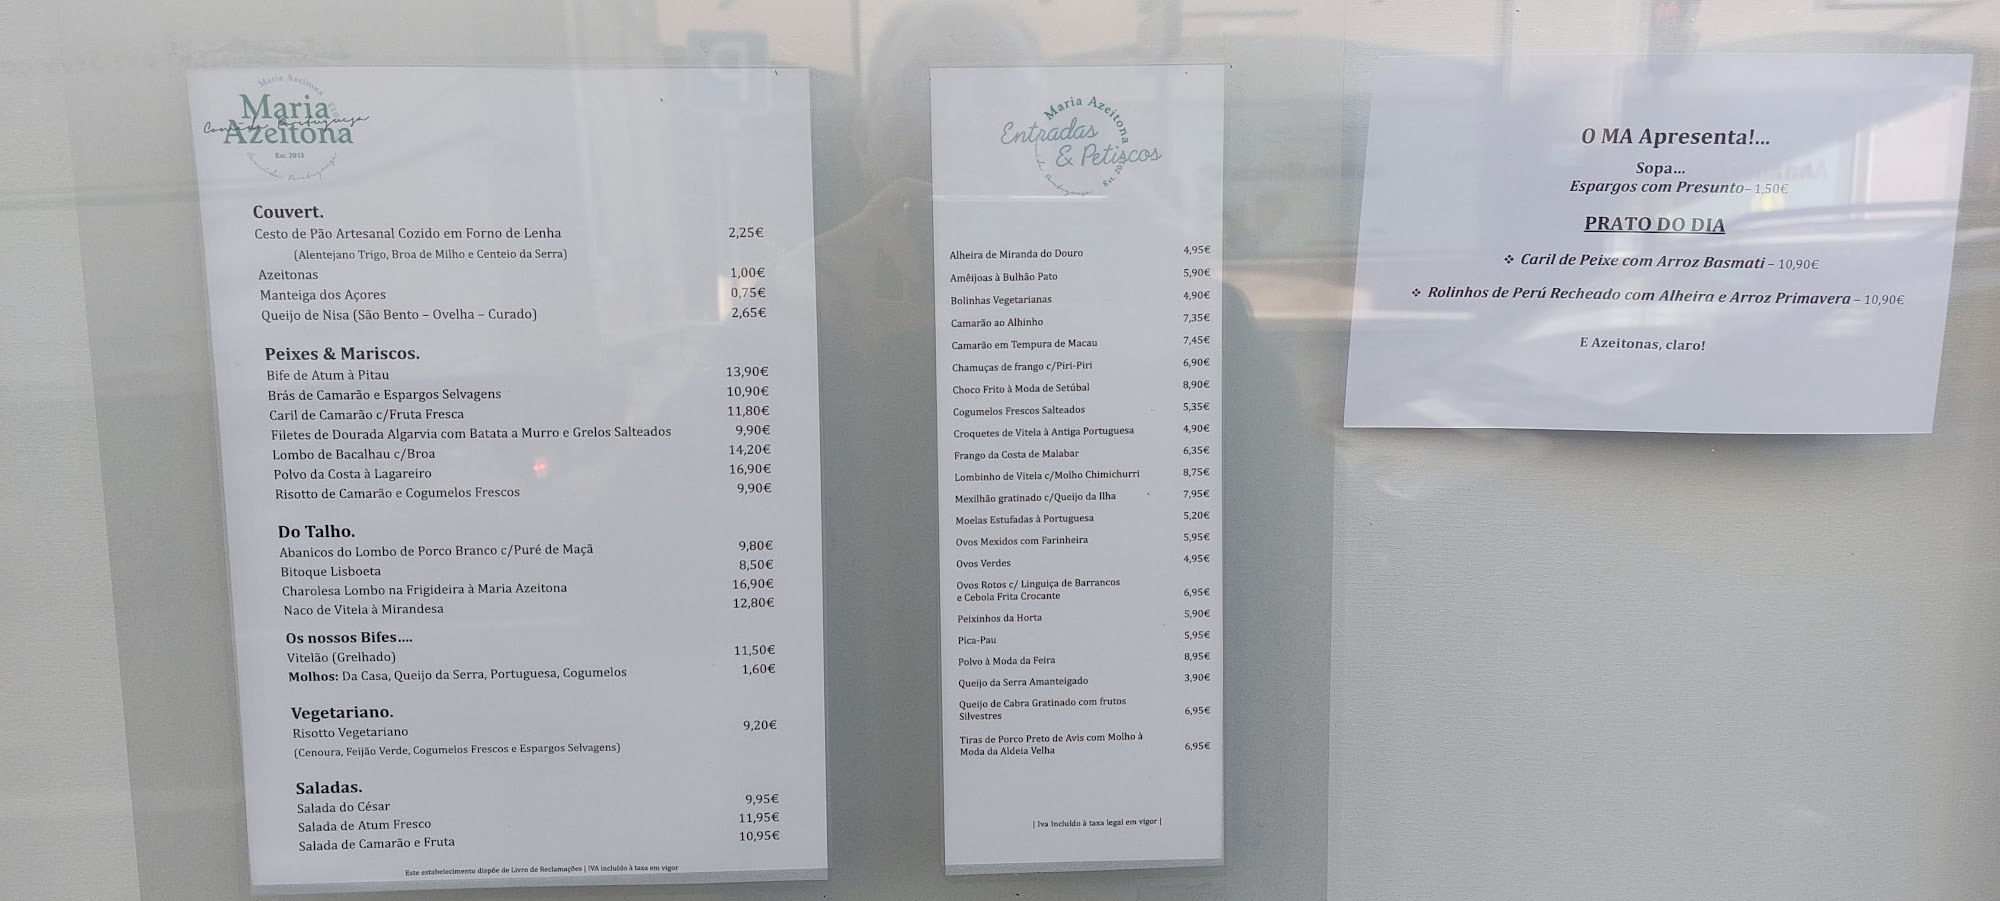 Maria Azeitona
Maria
Azeitona
Comida Portuguesa
Est. 2013
Couvert.
Cesto de Pão Artesanal Cozido em Forno de Lenha 2,25€
(Alentejano Trigo, Broa de Milho e Centeio da Serra)
Azeitonas 1,00€
Manteiga dos Açores 0,75€
Queijo de Nisa (São Bento – Ovelha – Curado) 2,65€
Peixes & Mariscos.
Bife de Atum à Pitau 13,90€
Brás de Camarão e Espargos Selvagens 10,90€
Caril de Camarão c/Fruta Fresca 11,80€
Filetes de Dourada Algarvia com Batata a Murro e Grelos Salteados 9,90€
Lombo de Bacalhau c/Broa 14,20€
Polvo da Costa à Lagareiro 16,90€
Risotto de Camarão e Cogumelos Frescos 9,90€
Do Talho.
Abanicos do Lombo de Porco Branco c/Puré de Maçã 9,80€
Bitoque Lisboeta 8,50€
Charolesa Lombo na Frigideira à Maria Azeitona 16,90€
Naco de Vitela à Mirandesa 12,80€
Os nossos Bifes....
Vitelão (Grelhado) 11,50€
Molhos: Da Casa, Queijo da Serra, Portuguesa, Cogumelos 1,60€
Vegetariano.
Risotto Vegetariano 9,20€
(Cenoura, Feijão Verde, Cogumelos Frescos e Espargos Selvagens)
Saladas.
Salada do César 9,95€
Salada de Atum Fresco 11,95€
Salada de Camarão e Fruta 10,95€
Este estabelecimento dispõe de Livro de Reclamações | IVA incluído à taxa em vigor
Maria Azeitona
Entradas
& Petiscos
Alheira de Miranda do Douro 4,95€
Amêijoas à Bulhão Pato 5,90€
Bolinhas Vegetarianas 4,90€
Camarão ao Alhinho 7,35€
Camarão em Tempura de Macau 7,45€
Chamuças de frango c/Piri-Piri 6,90€
Choco Frito à Moda de Setúbal 8,90€
Cogumelos Frescos Salteados 5,35€
Croquetes de Vitela à Antiga Portuguesa 4,90€
Frango da Costa de Malabar 6,35€
Lombinho de Vitela c/Molho Chimichurri 8,75€
Mexilhão gratinado c/Queijo da Ilha 7,95€
Moelas Estufadas à Portuguesa 5,20€
Ovos Mexidos com Farinheira 5,95€
Ovos Verdes 4,95€
Ovos Rotos c/ Linguiça de Barrancos
e Cebola Frita Crocante 6,95€
Peixinhos da Horta 5,90€
Pica-Pau 5,95€
Polvo à Moda da Feira 8,95€
Queijo da Serra Amanteigado 3,90€
Queijo de Cabra Gratinado com frutos
Silvestres 6,95€
Tiras de Porco Preto de Avis com Molho à
Moda da Aldeia Velha 6,95€
| Iva Incluído à taxa legal em vigor |
O MA Apresenta!...
Sopa...
Espargos com Presunto– 1,50€
PRATO DO DIA
❖ Caril de Peixe com Arroz Basmati – 10,90€
❖ Rolinhos de Perú Recheado com Alheira e Arroz Primavera – 10,90€
E Azeitonas, claro!